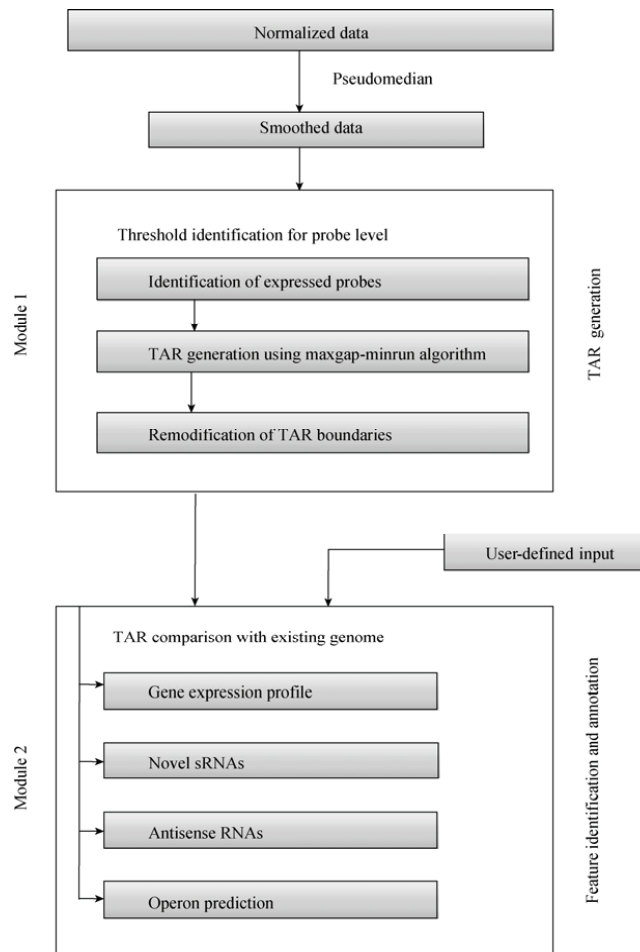 Normalized data
Pseudomedian
Smoothed data
Module 1
Threshold identification for probe level
Identification of expressed probes
TAR generation using maxgap-minrun algorithm
Remodification of TAR boundaries
TAR generation
User-defined input
Module 2
TAR comparison with existing genome
Gene expression profile
Novel sRNAs
Antisense RNAs
Operon prediction
Feature identification and annotation